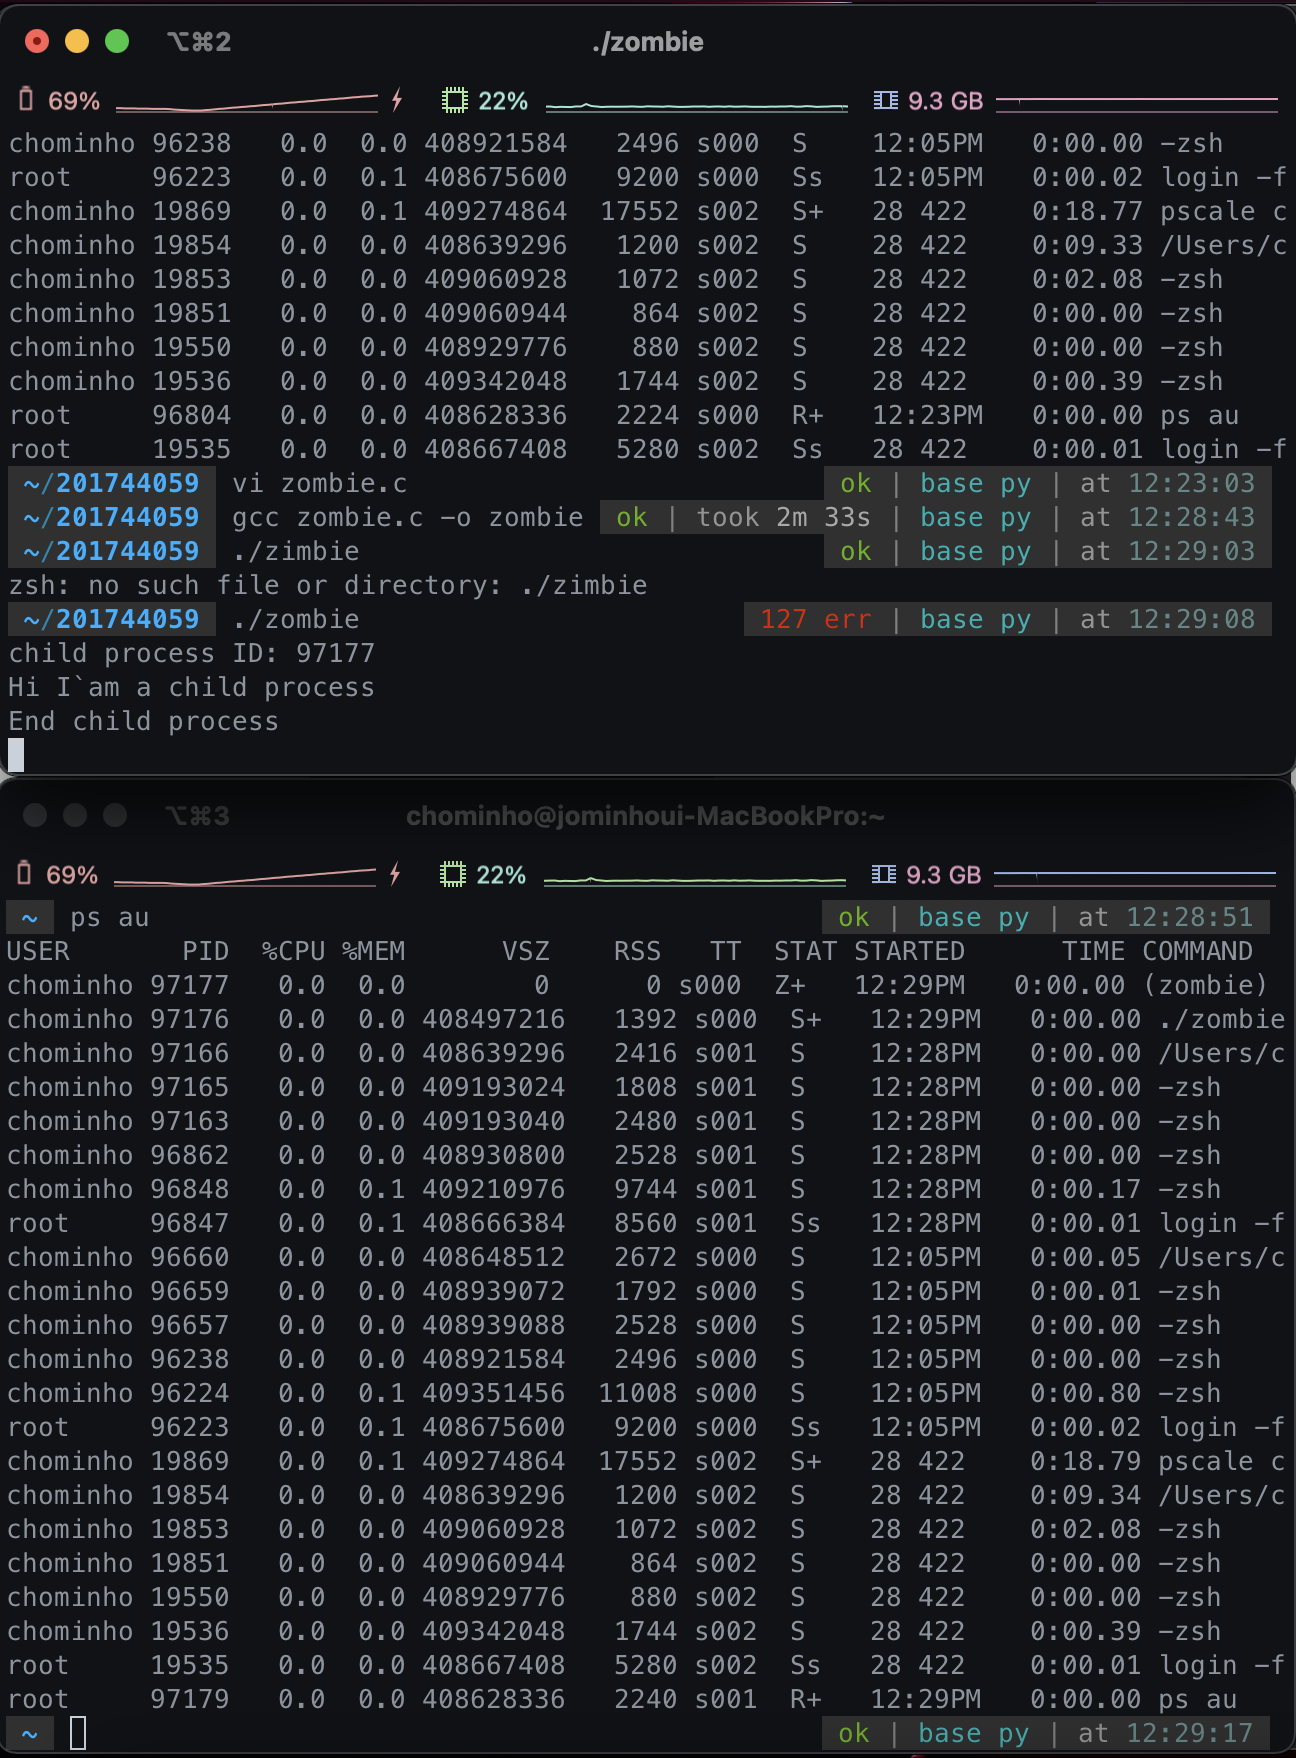 ⌥⌘2 ./zombie
69% 22% 9.3 GB
chominho 96238 0.0 0.0 408921584 2496 s000 S 12:05PM 0:00.00 -zsh
root 96223 0.0 0.1 408675600 9200 s000 Ss 12:05PM 0:00.02 login -f
chominho 19869 0.0 0.1 409274864 17552 s002 S+ 28 422 0:18.77 pscale c
chominho 19854 0.0 0.0 408639296 1200 s002 S 28 422 0:09.33 /Users/c
chominho 19853 0.0 0.0 409060928 1072 s002 S 28 422 0:02.08 -zsh
chominho 19851 0.0 0.0 409060944 864 s002 S 28 422 0:00.00 -zsh
chominho 19550 0.0 0.0 408929776 880 s002 S 28 422 0:00.00 -zsh
chominho 19536 0.0 0.0 409342048 1744 s002 S 28 422 0:00.39 -zsh
root 96804 0.0 0.0 408628336 2224 s000 R+ 12:23PM 0:00.00 ps au
root 19535 0.0 0.0 408667408 5280 s002 Ss 28 422 0:00.01 login -f
~/201744059 vi zombie.c ok | base py | at 12:23:03
~/201744059 gcc zombie.c -o zombie ok | took 2m 33s | base py | at 12:28:43
~/201744059 ./zimbie ok | base py | at 12:29:03
zsh: no such file or directory: ./zimbie
~/201744059 ./zombie 127 err | base py | at 12:29:08
child process ID: 97177
Hi I`am a child process
End child process
⌥⌘3 chominho@jominhoui-MacBookPro:~
69% 22% 9.3 GB
~ ps au ok | base py | at 12:28:51
USER PID %CPU %MEM VSZ RSS TT STAT STARTED TIME COMMAND
chominho 97177 0.0 0.0 0 0 s000 Z+ 12:29PM 0:00.00 (zombie)
chominho 97176 0.0 0.0 408497216 1392 s000 S+ 12:29PM 0:00.00 ./zombie
chominho 97166 0.0 0.0 408639296 2416 s001 S 12:28PM 0:00.00 /Users/c
chominho 97165 0.0 0.0 409193024 1808 s001 S 12:28PM 0:00.00 -zsh
chominho 97163 0.0 0.0 409193040 2480 s001 S 12:28PM 0:00.00 -zsh
chominho 96862 0.0 0.0 408930800 2528 s001 S 12:28PM 0:00.00 -zsh
chominho 96848 0.0 0.1 409210976 9744 s001 S 12:28PM 0:00.17 -zsh
root 96847 0.0 0.1 408666384 8560 s001 Ss 12:28PM 0:00.01 login -f
chominho 96660 0.0 0.0 408648512 2672 s000 S 12:05PM 0:00.05 /Users/c
chominho 96659 0.0 0.0 408939072 1792 s000 S 12:05PM 0:00.01 -zsh
chominho 96657 0.0 0.0 408939088 2528 s000 S 12:05PM 0:00.00 -zsh
chominho 96238 0.0 0.0 408921584 2496 s000 S 12:05PM 0:00.00 -zsh
chominho 96224 0.0 0.1 409351456 11008 s000 S 12:05PM 0:00.80 -zsh
root 96223 0.0 0.1 408675600 9200 s000 Ss 12:05PM 0:00.02 login -f
chominho 19869 0.0 0.1 409274864 17552 s002 S+ 28 422 0:18.79 pscale c
chominho 19854 0.0 0.0 408639296 1200 s002 S 28 422 0:09.34 /Users/c
chominho 19853 0.0 0.0 409060928 1072 s002 S 28 422 0:02.08 -zsh
chominho 19851 0.0 0.0 409060944 864 s002 S 28 422 0:00.00 -zsh
chominho 19550 0.0 0.0 408929776 880 s002 S 28 422 0:00.00 -zsh
chominho 19536 0.0 0.0 409342048 1744 s002 S 28 422 0:00.39 -zsh
root 19535 0.0 0.0 408667408 5280 s002 Ss 28 422 0:00.01 login -f
root 97179 0.0 0.0 408628336 2240 s001 R+ 12:29PM 0:00.00 ps au
~ ok | base py | at 12:29:17